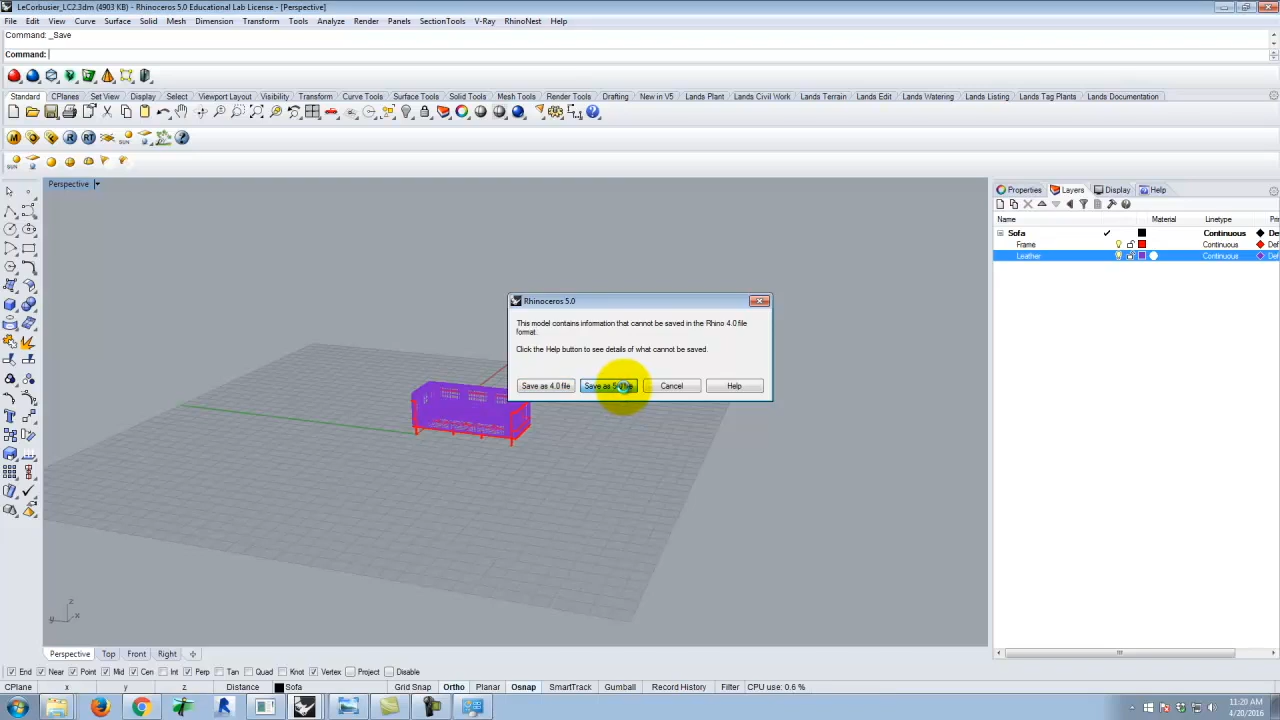 LeCorbusier_LC2.3dm (4903 KB) - Rhinoceros 5.0 Educational Lab License - [Perspective]
File Edit View Curve Surface Solid Mesh Dimension Transform Tools Analyze Render Panels SectionTools V-Ray RhinoNest Help
Command: _Save
Command:
Standard CPlanes Set View Display Select Viewport Layout Visibility Transform Curve Tools Surface Tools Solid Tools Mesh Tools Render Tools Drafting New in V5 Lands Plant Lands Civil Work Lands Terrain Lands Edit Lands Watering Lands Listing Lands Tag Plants Lands Documentation
Perspective
Properties Layers Display Help
Name Material Linetype
Sofa Continuous
Frame Continuous
Leather Continuous
Rhinoceros 5.0
This model contains information that cannot be saved in the Rhino 4.0 file
format.
Click the Help button to see details of what cannot be saved.
Save as 4.0 file Save as 5.0 file Cancel Help
z
y x
Perspective Top Front Right
End Near Point Mid Cen Int Perp Tan Quad Knot Vertex Project Disable
CPlane x y z Distance Sofa Grid Snap Ortho Planar Osnap SmartTrack Gumball Record History Filter CPU use: 0.6 %
11:20 AM
4/20/2016